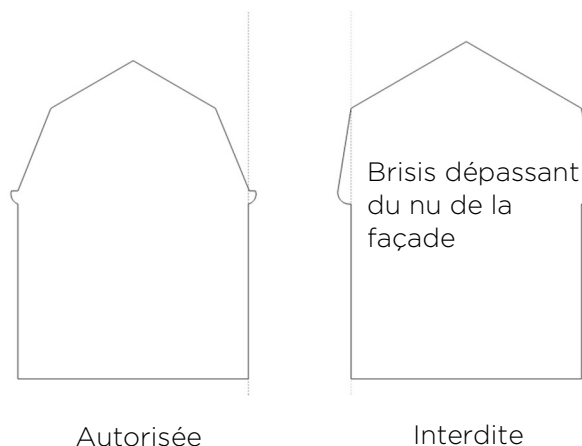 Brisis dépassant
du nu de la
façade
Autorisée
Interdite